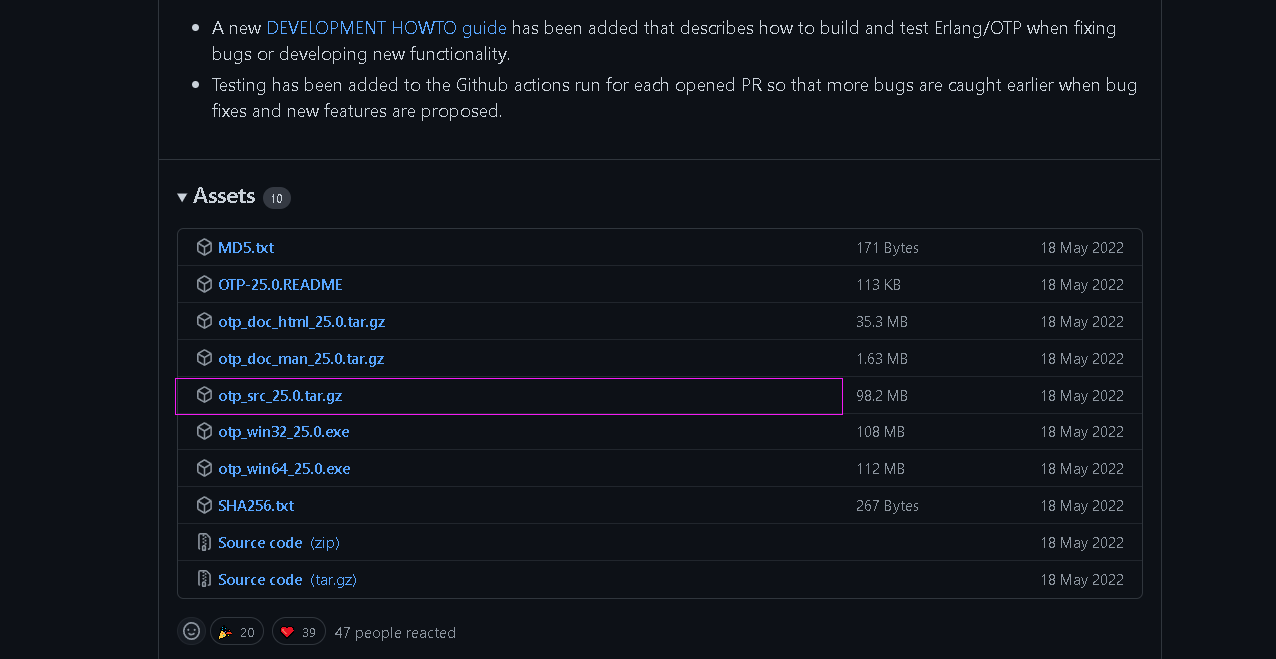 A new DEVELOPMENT HOWTO guide has been added that describes how to build and test Erlang/OTP when fixing
bugs or developing new functionality.
Testing has been added to the Github actions run for each opened PR so that more bugs are caught earlier when bug
fixes and new features are proposed.
Assets 10
MD5.txt 171 Bytes 18 May 2022
OTP-25.0.README 113 KB 18 May 2022
otp_doc_html_25.0.tar.gz 35.3 MB 18 May 2022
otp_doc_man_25.0.tar.gz 1.63 MB 18 May 2022
otp_src_25.0.tar.gz 98.2 MB 18 May 2022
otp_win32_25.0.exe 108 MB 18 May 2022
otp_win64_25.0.exe 112 MB 18 May 2022
SHA256.txt 267 Bytes 18 May 2022
Source code (zip) 18 May 2022
Source code (tar.gz) 18 May 2022
20 39 47 people reacted